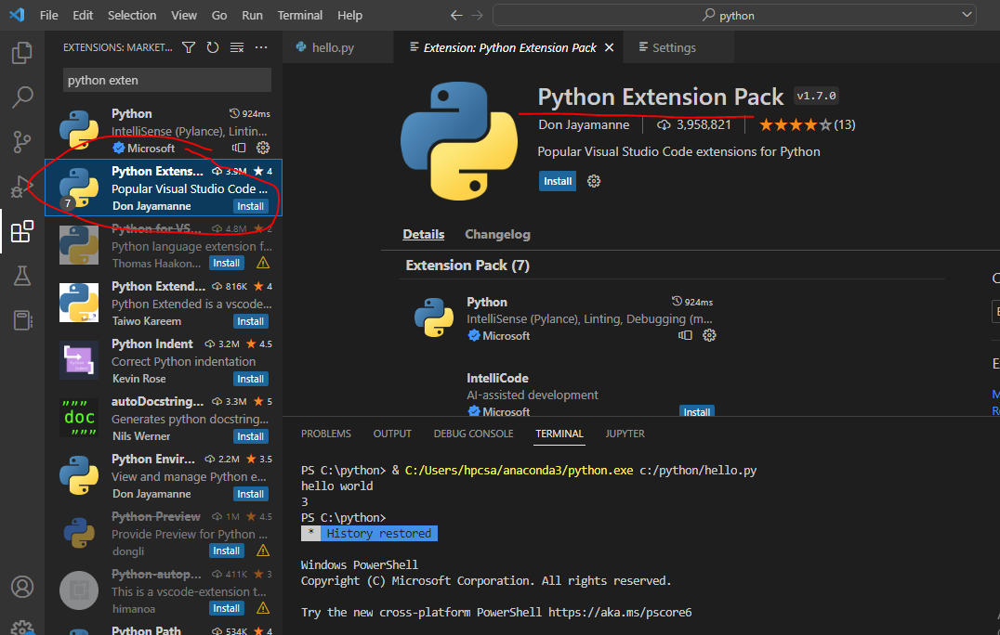 File Edit Selection View Go Run Terminal Help
python
EXTENSIONS: MARKET...
python exten
Python
924ms
IntelliSense (Pylance), Lintin...
Microsoft
Python Extens...
3.9M ★ 4
Popular Visual Studio Code ...
7
Don Jayamanne
Install
Python for VS...
4.8M ★ 2
Python language extension f...
Thomas Haakon...
Install
Python Extend...
816K ★ 4
Python Extended is a vscode...
Taiwo Kareem
Install
Python Indent
3.2M ★ 4.5
Correct Python indentation
Kevin Rose
Install
"""
doc
"""
autoDocstring...
3.3M ★ 5
Generates python docstring...
Nils Werner
Install
Python Envir...
2.2M ★ 3.5
View and manage Python e...
Don Jayamanne
Install
Python Preview
1M ★ 4.5
Provide Preview for Python ...
dongli
Install
Python-autop...
411K ★ 3
This is a vscode-extension t...
himanoa
Install
Python Path
534K ★ 4
hello.py
Extension: Python Extension Pack
Settings
Python Extension Pack
v1.7.0
Don Jayamanne
3,958,821
★★★★☆(13)
Popular Visual Studio Code extensions for Python
Install
Details
Changelog
Extension Pack (7)
Python
924ms
IntelliSense (Pylance), Linting, Debugging (m...
Microsoft
IntelliCode
AI-assisted development
Microsoft
Install
PROBLEMS OUTPUT DEBUG CONSOLE TERMINAL JUPYTER
PS C:\python> & C:/Users/hpcsa/anaconda3/python.exe c:/python/hello.py
hello world
3
PS C:\python>
* History restored
Windows PowerShell
Copyright (C) Microsoft Corporation. All rights reserved.
Try the new cross-platform PowerShell https://aka.ms/pscore6